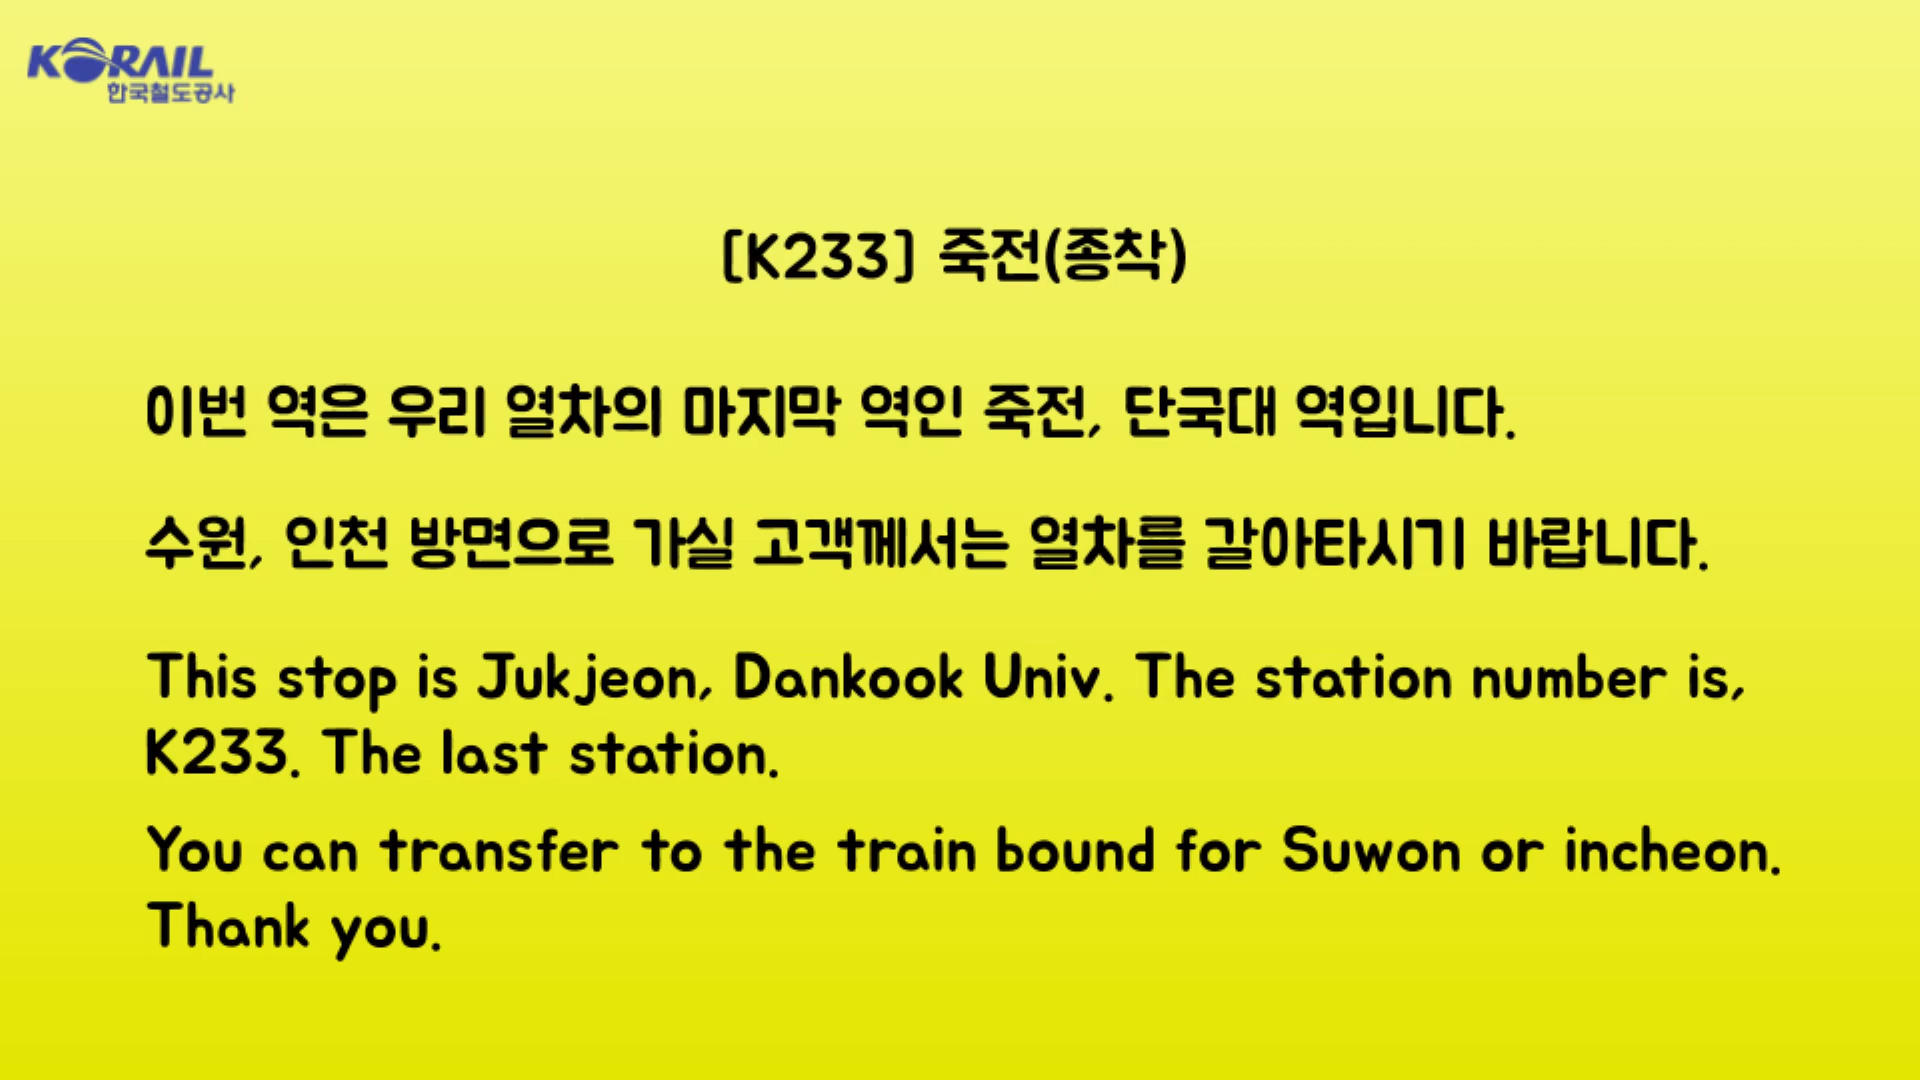 KORAIL
한국철도공사
[K233] 죽전(종착)
이번 역은 우리 열차의 마지막 역인 죽전, 단국대 역입니다.
수원, 인천 방면으로 가실 고객께서는 열차를 갈아타시기 바랍니다.
This stop is Jukjeon, Dankook Univ. The station number is,
K233. The last station.
You can transfer to the train bound for Suwon or incheon.
Thank you.